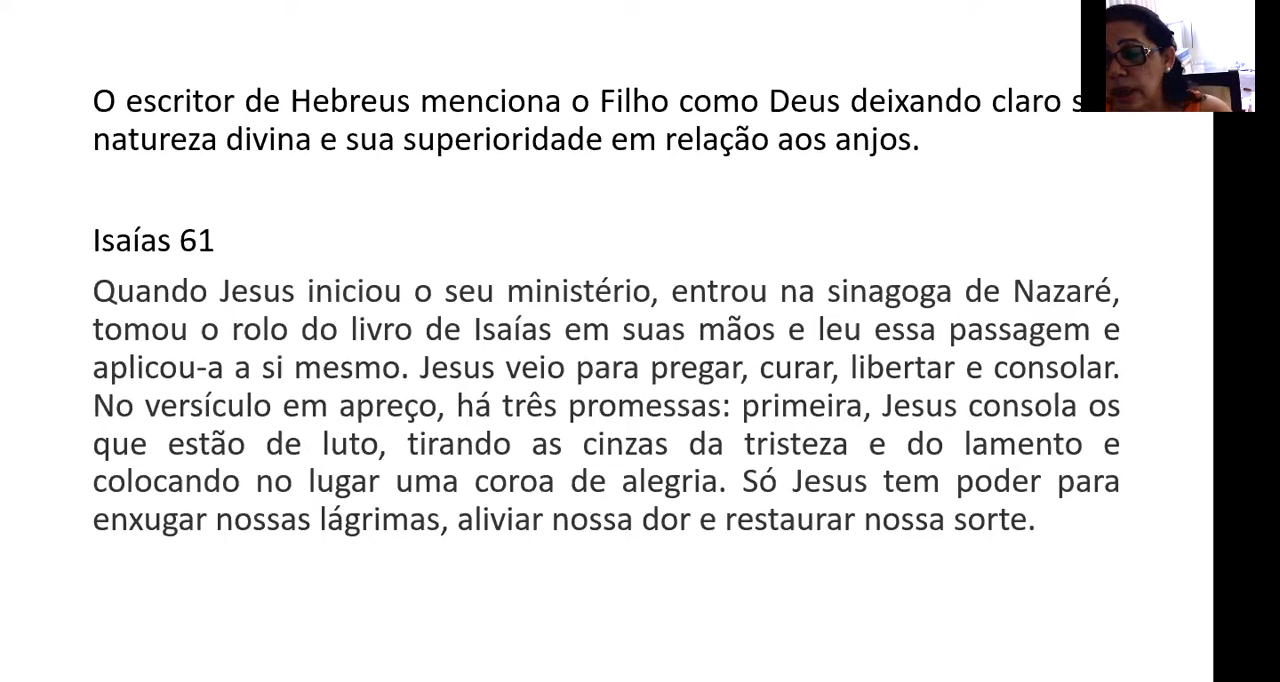 O escritor de Hebreus menciona o Filho como Deus deixando claro
natureza divina e sua superioridade em relação aos anjos.
Isaías 61
Quando Jesus iniciou o seu ministério, entrou na sinagoga de Nazaré,
tomou o rolo do livro de Isaías em suas mãos e leu essa passagem e
aplicou-a a si mesmo. Jesus veio para pregar, curar, libertar e consolar.
No versículo em apreço, há três promessas: primeira, Jesus consola os
que estão de luto, tirando as cinzas da tristeza e do lamento e
colocando no lugar uma coroa de alegria. Só Jesus tem poder para
enxugar nossas lágrimas, aliviar nossa dor e restaurar nossa sorte.